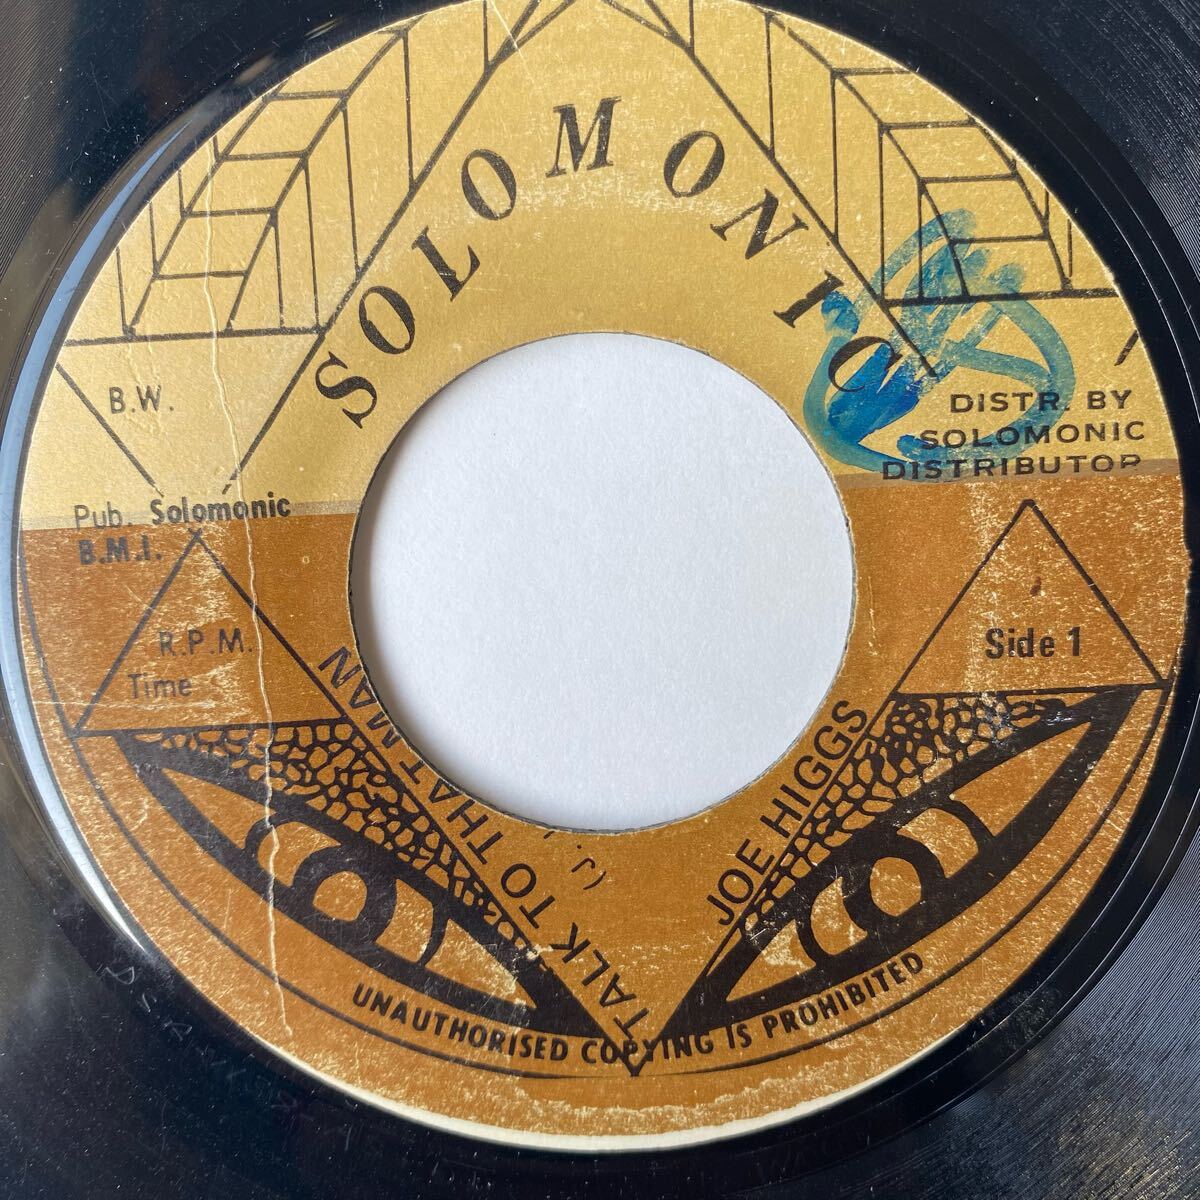 SOLOMONIC
B.W.
DISTR. BY
SOLOMONIC
DISTRIBUTOR
Pub. Solomonic
B.M.I.
R.P.M.
Time
Side 1
TALK TO THAT MAN
(J.
JOE HIGGS
UNAUTHORISED COPYING IS PROHIBITED